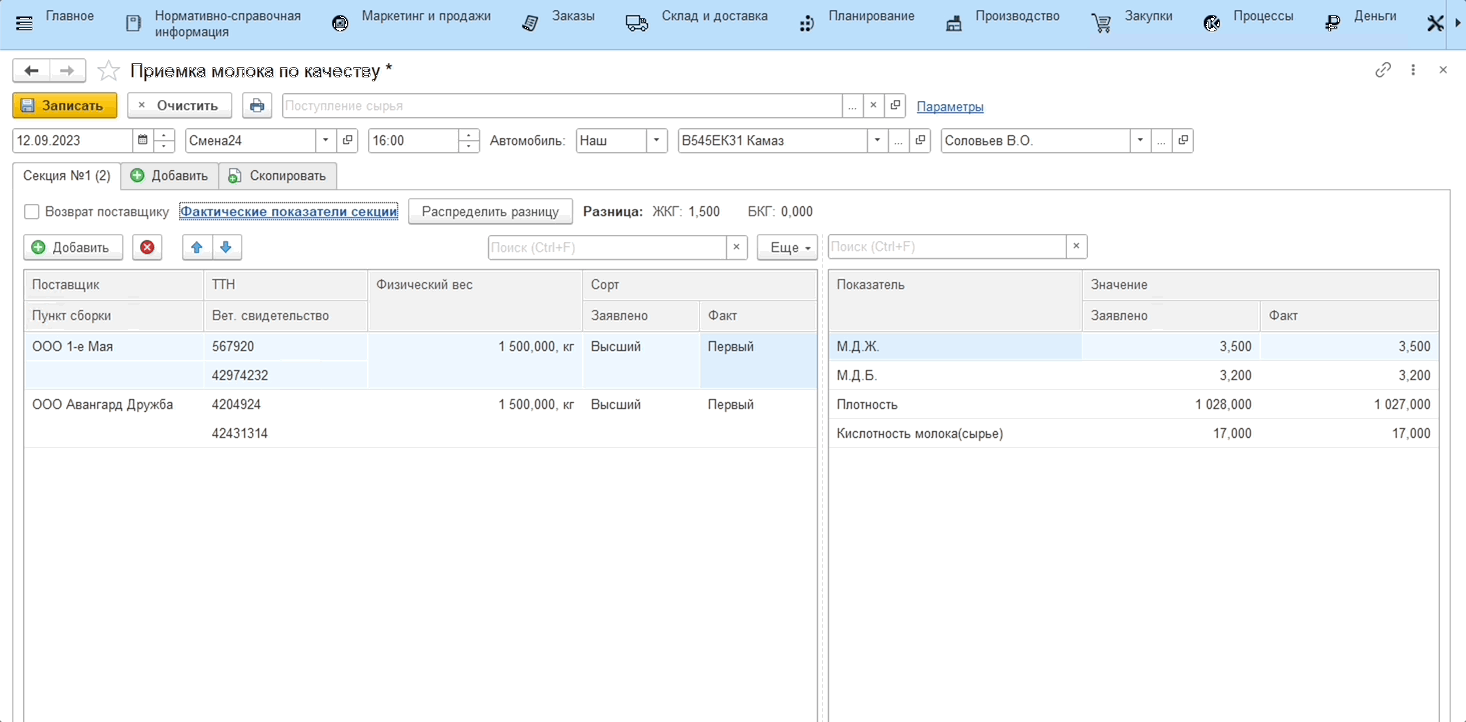 Главное
Нормативно-справочная
информация
Маркетинг и продажи
Заказы
Склад и доставка
Планирование
Производство
Закупки
Процессы
Деньги
Приемка молока по качеству *
Записать
× Очистить
Поступление сырья
Параметры
12.09.2023 Смена24 16:00 Автомобиль: Наш В545ЕК31 Камаз Соловьев В.О.
Секция №1 (2) Добавить Скопировать
Возврат поставщику Фактические показатели секции Распределить разницу Разница: ЖКГ: 1,500 БКГ: 0,000
Добавить Поиск (Ctrl+F) × Еще Поиск (Ctrl+F) ×
Поставщик ТТН Физический вес Сорт Показатель Значение
Пункт сборки Вет. свидетельство Заявлено Факт Заявлено Факт
ООО 1-е Мая 567920 1 500,000, кг Высший Первый М.Д.Ж. 3,500 3,500
42974232 М.Д.Б. 3,200 3,200
ООО Авангард Дружба 4204924 1 500,000, кг Высший Первый Плотность 1 028,000 1 027,000
42431314 Кислотность молока(сырье) 17,000 17,000